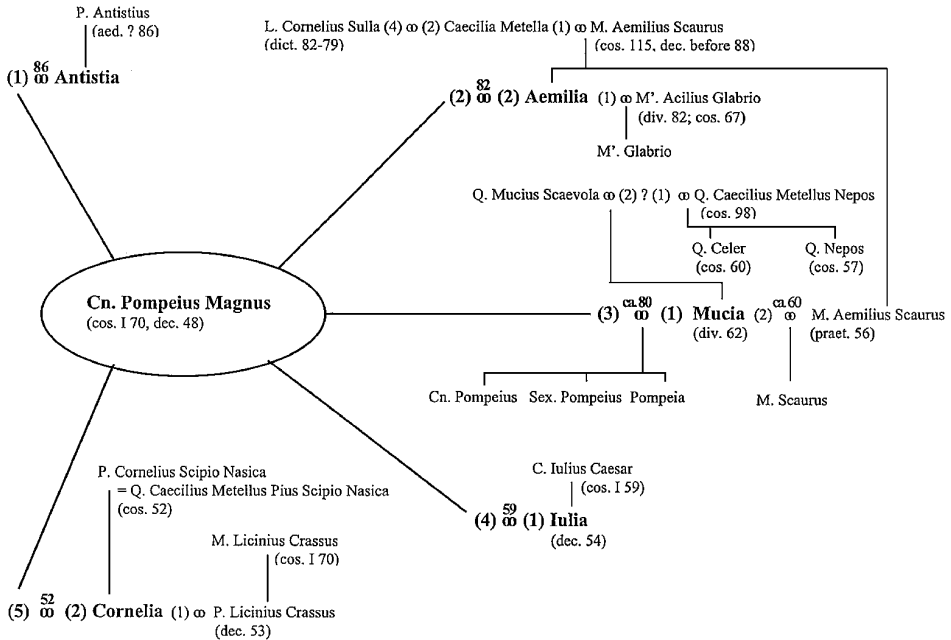 P. Antistius
(aed. ? 86)
(1) 86 ∞ Antistia
L. Cornelius Sulla (4) ∞ (2) Caecilia Metella (1) ∞ M. Aemilius Scaurus
(dict. 82-79)
(cos. 115, dec. before 88)
(2) 82 ∞ (2) Aemilia (1) ∞ M'. Acilius Glabrio
(div. 82; cos. 67)
M'. Glabrio
Q. Mucius Scaevola ∞ (2) ? (1) ∞ Q. Caecilius Metellus Nepos
(cos. 98)
Q. Celer
(cos. 60)
Q. Nepos
(cos. 57)
Cn. Pompeius Magnus
(cos. I 70, dec. 48)
(3) ca. 80 ∞ (1) Mucia (2) ca. 60 ∞ M. Aemilius Scaurus
(div. 62)
(praet. 56)
Cn. Pompeius
Sex. Pompeius
Pompeia
M. Scaurus
C. Iulius Caesar
(cos. I 59)
(4) 59 ∞ (1) Iulia
(dec. 54)
P. Cornelius Scipio Nasica
= Q. Caecilius Metellus Pius Scipio Nasica
(cos. 52)
M. Licinius Crassus
(cos. I 70)
(5) 52 ∞ (2) Cornelia (1) ∞ P. Licinius Crassus
(dec. 53)